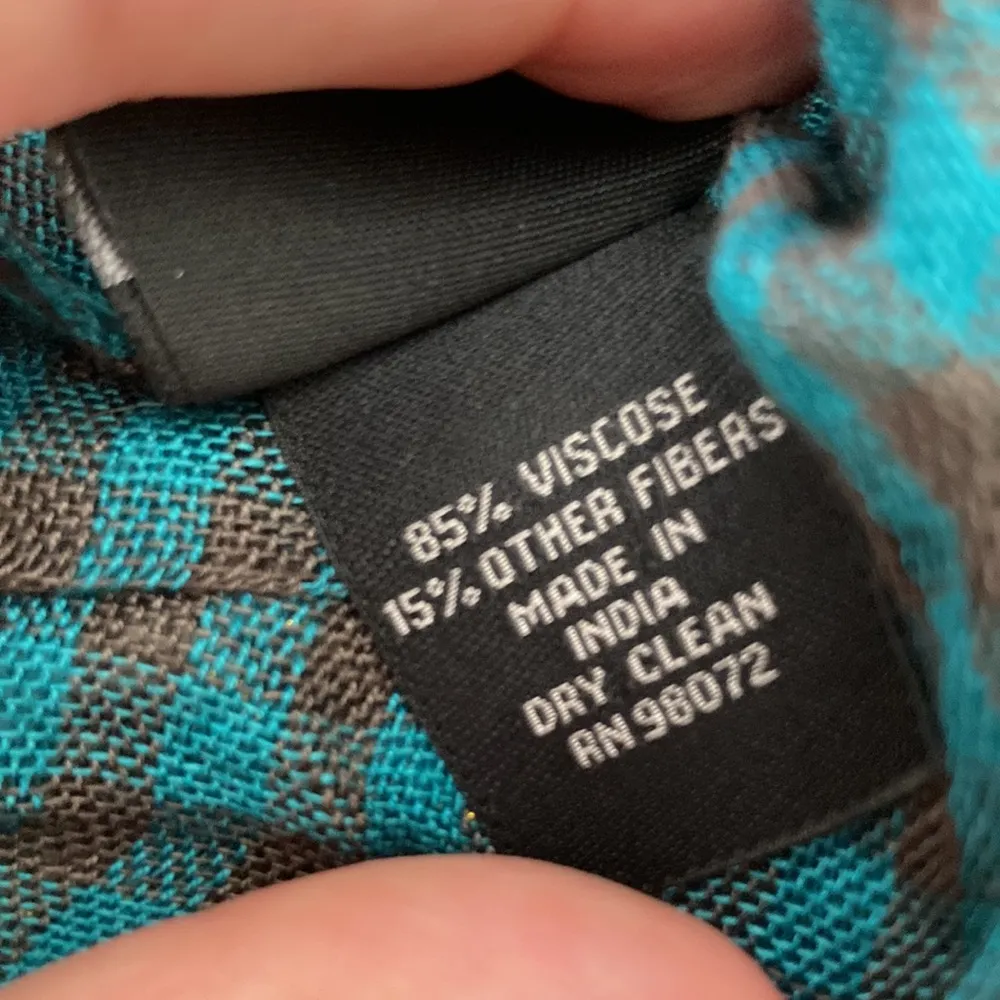 85% VISCOSE
15% OTHER FIBERS
MADE IN
INDIA
DRY CLEAN
RN98072